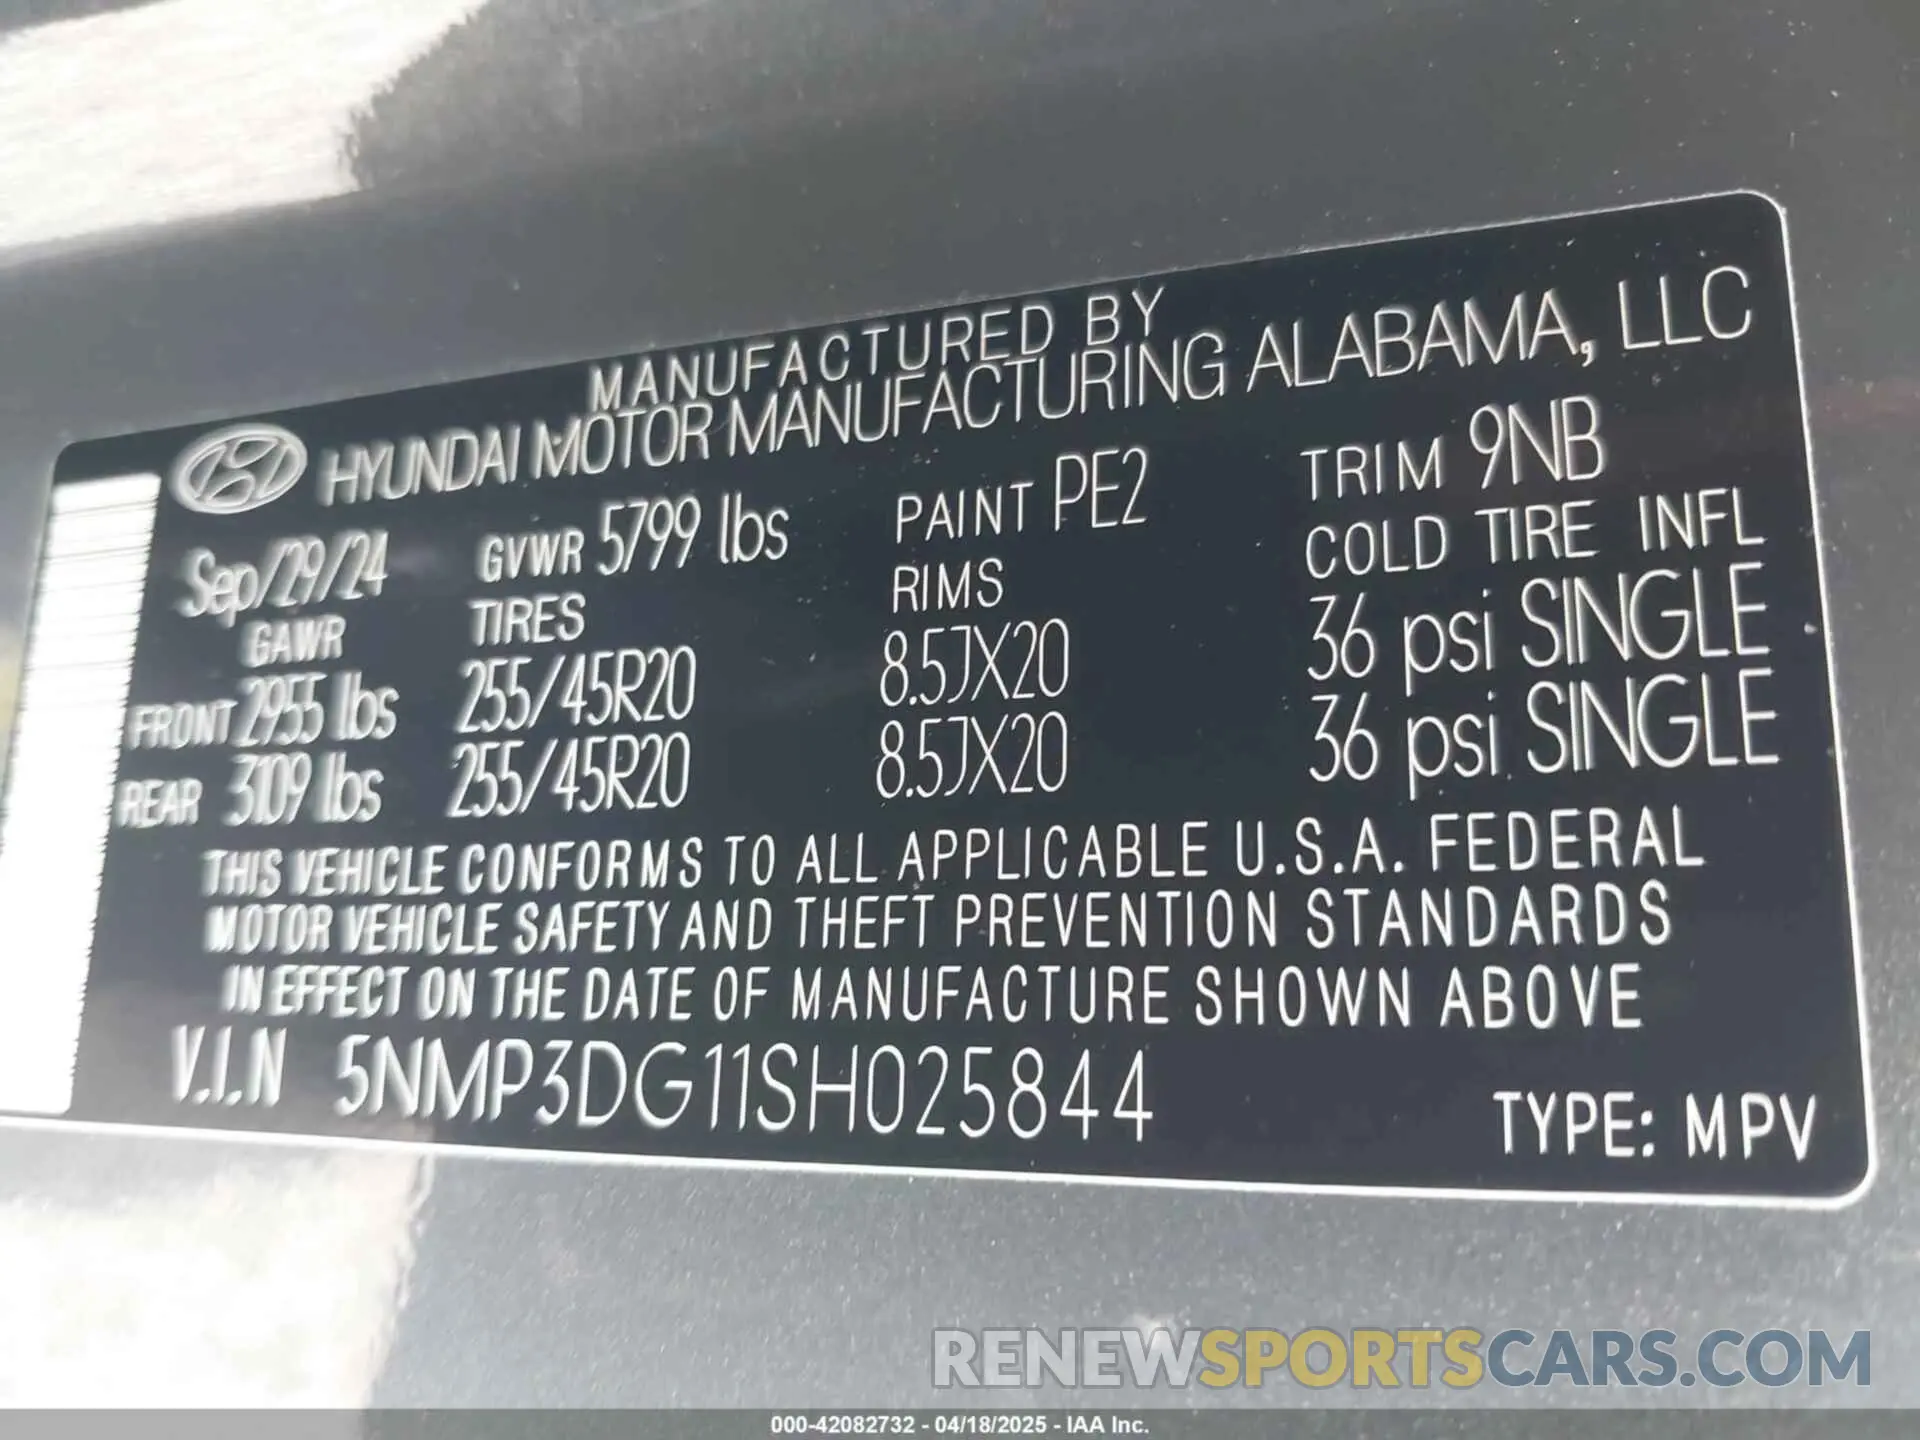 MANUFACTURED BY
HYUNDAI MOTOR MANUFACTURING ALABAMA, LLC
Sep/29/24 GVWR 5799 lbs PAINT PE2 TRIM 9NB
GAWR TIRES RIMS COLD TIRE INFL
FRONT 2955 lbs 255/45R20 8.5JX20 36 psi SINGLE
REAR 3109 lbs 255/45R20 8.5JX20 36 psi SINGLE
THIS VEHICLE CONFORMS TO ALL APPLICABLE U.S.A. FEDERAL
MOTOR VEHICLE SAFETY AND THEFT PREVENTION STANDARDS
IN EFFECT ON THE DATE OF MANUFACTURE SHOWN ABOVE
V.I.N 5NMP3DG11SH025844
TYPE: MPV
RENEWSPORTSCARS.COM
000-42082732 - 04/18/2025 - IAA Inc.